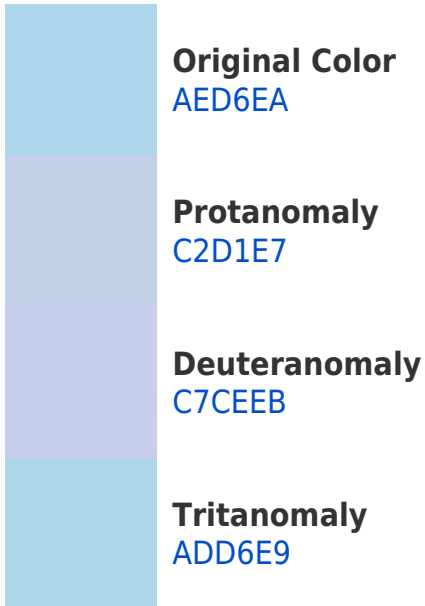 Original Color
AED6EA
Protanomaly
C2D1E7
Deuteranomaly
C7CEEB
Tritanomaly
ADD6E9